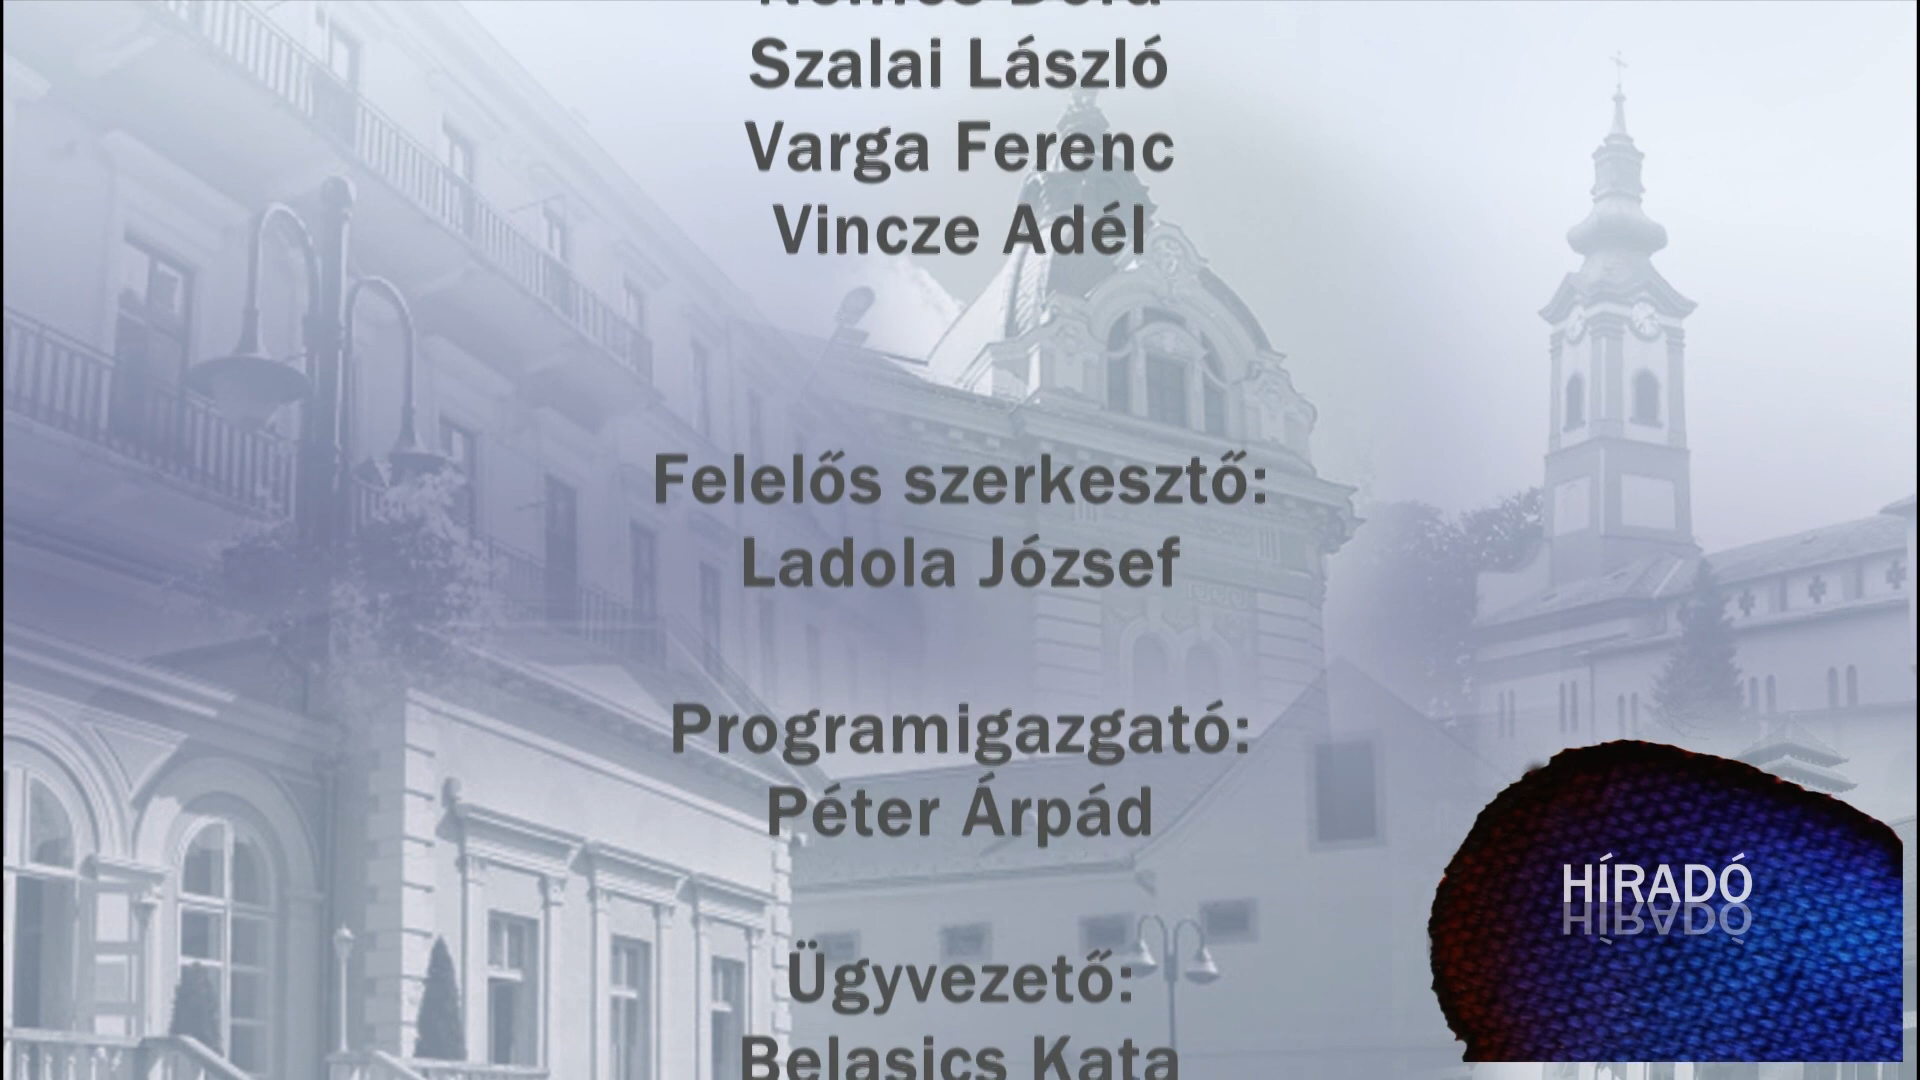 Szalai László
Varga Ferenc
Vincze Adél
Felelős szerkesztő:
Ladola József
Programigazgató:
Péter Árpád
HÍRADÓ
Ügyvezető:
Belasics Kata